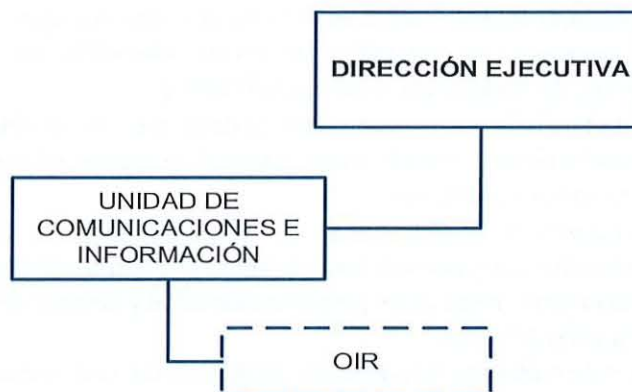 DIRECCIÓN EJECUTIVA
UNIDAD DE
COMUNICACIONES E
INFORMACIÓN
OIR